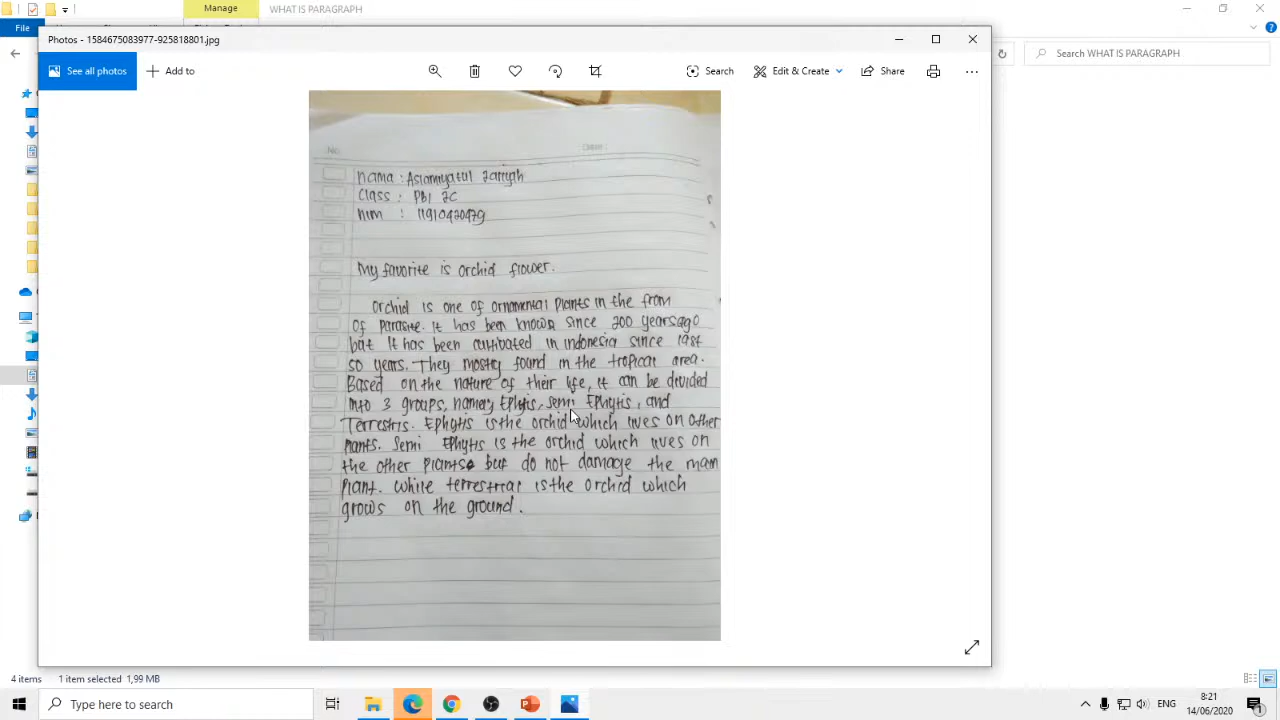 WHAT IS PARAGRAPH
Manage
File
Search WHAT IS PARAGRAPH
Photos - 1584675083977-925818801.jpg
See all photos
Add to
Search
Edit & Create
Share
No.
Date :
Nama : Aslamiyatul Zariyah
Class : PBI 2C
NIM : 11910420479
My favorite is orchid flower.
Orchid is one of ornamental plants in the from
of parasite. It has been known since 200 years ago
but it has been cultivated in indonesia since last
50 years. They mostly found in the tropical area.
Based on the nature of their life, it can be devided
into 3 groups, namely Ephytis, semi Ephytis, and
Terrestris. Ephytis is the orchid which lives on other
plants. Semi Ephytis is the orchid which lives on
the other plants but do not damage the main
plant. While terrestrial is the orchid which
grows on the ground.
4 items
1 item selected 1,99 MB
Type here to search
ENG
8:21
14/06/2020
1